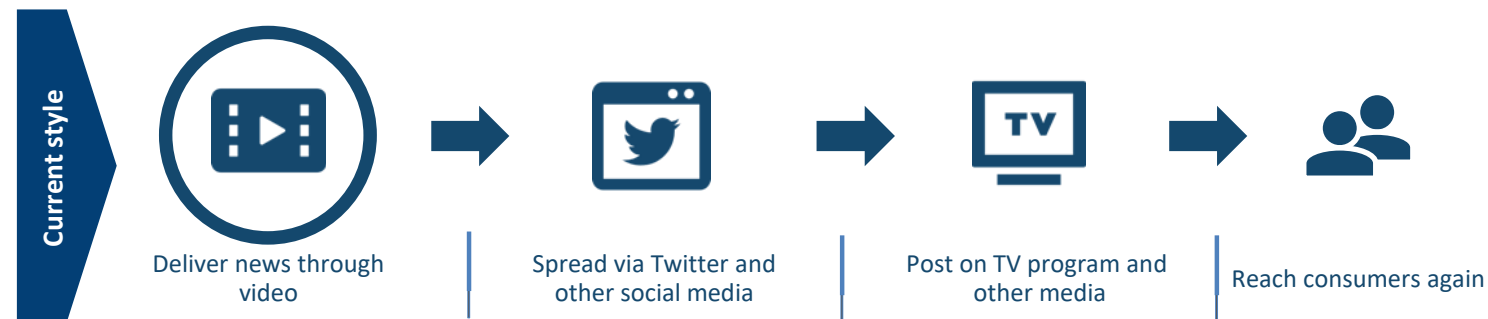 Current style
TV
Deliver news through
video
Spread via Twitter and
other social media
Post on TV program and
other media
Reach consumers again